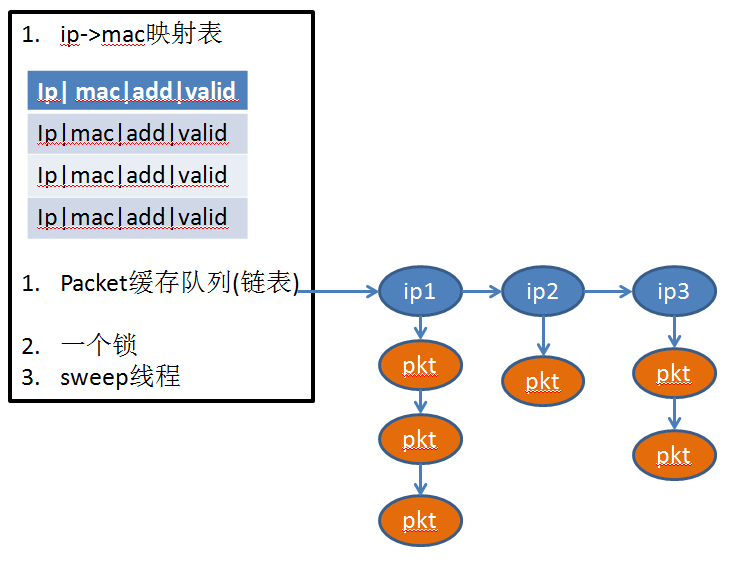 1. ip->mac映射表
Ip| mac|add|valid
Ip|mac|add|valid
Ip|mac|add|valid
Ip|mac|add|valid
1. Packet缓存队列(链表)
2. 一个锁
3. sweep线程
ip1 ip2 ip3
pkt pkt pkt
pkt pkt
pkt